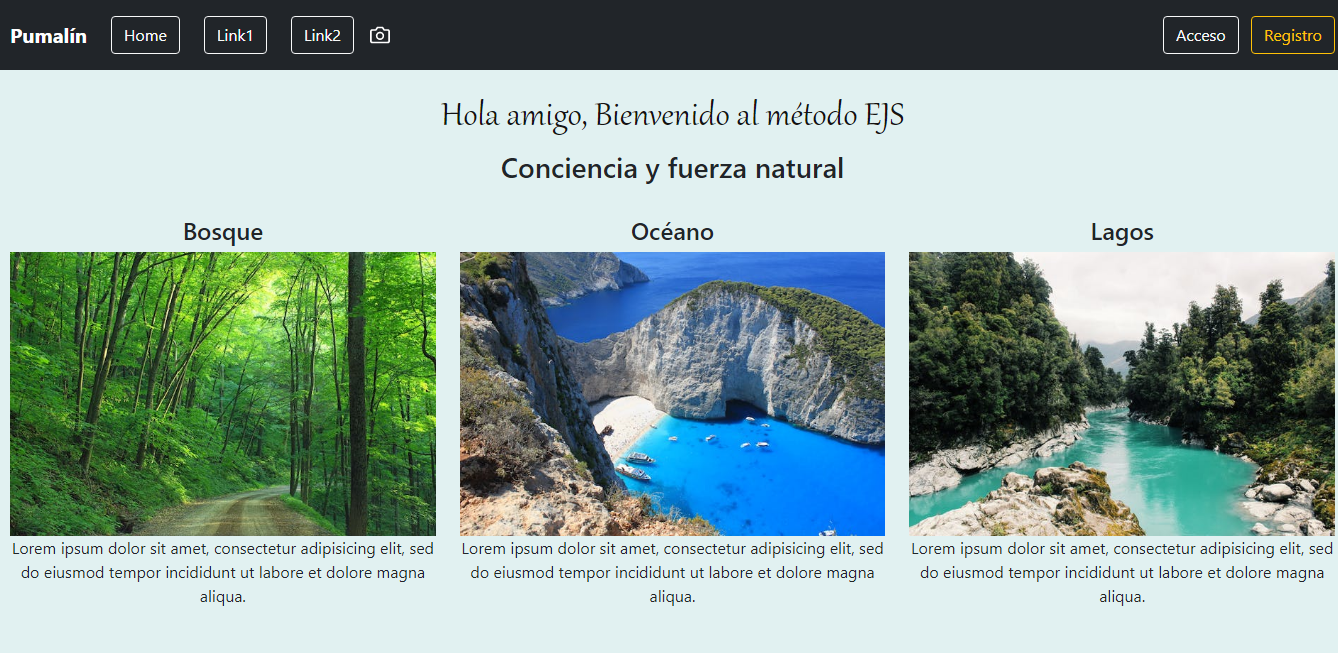 Pumalín Home Link1 Link2 Acceso Registro
Hola amigo, Bienvenido al método EJS
Conciencia y fuerza natural
Bosque
Lorem ipsum dolor sit amet, consectetur adipisicing elit, sed
do eiusmod tempor incididunt ut labore et dolore magna
aliqua.
Océano
Lorem ipsum dolor sit amet, consectetur adipisicing elit, sed
do eiusmod tempor incididunt ut labore et dolore magna
aliqua.
Lagos
Lorem ipsum dolor sit amet, consectetur adipisicing elit, sed
do eiusmod tempor incididunt ut labore et dolore magna
aliqua.